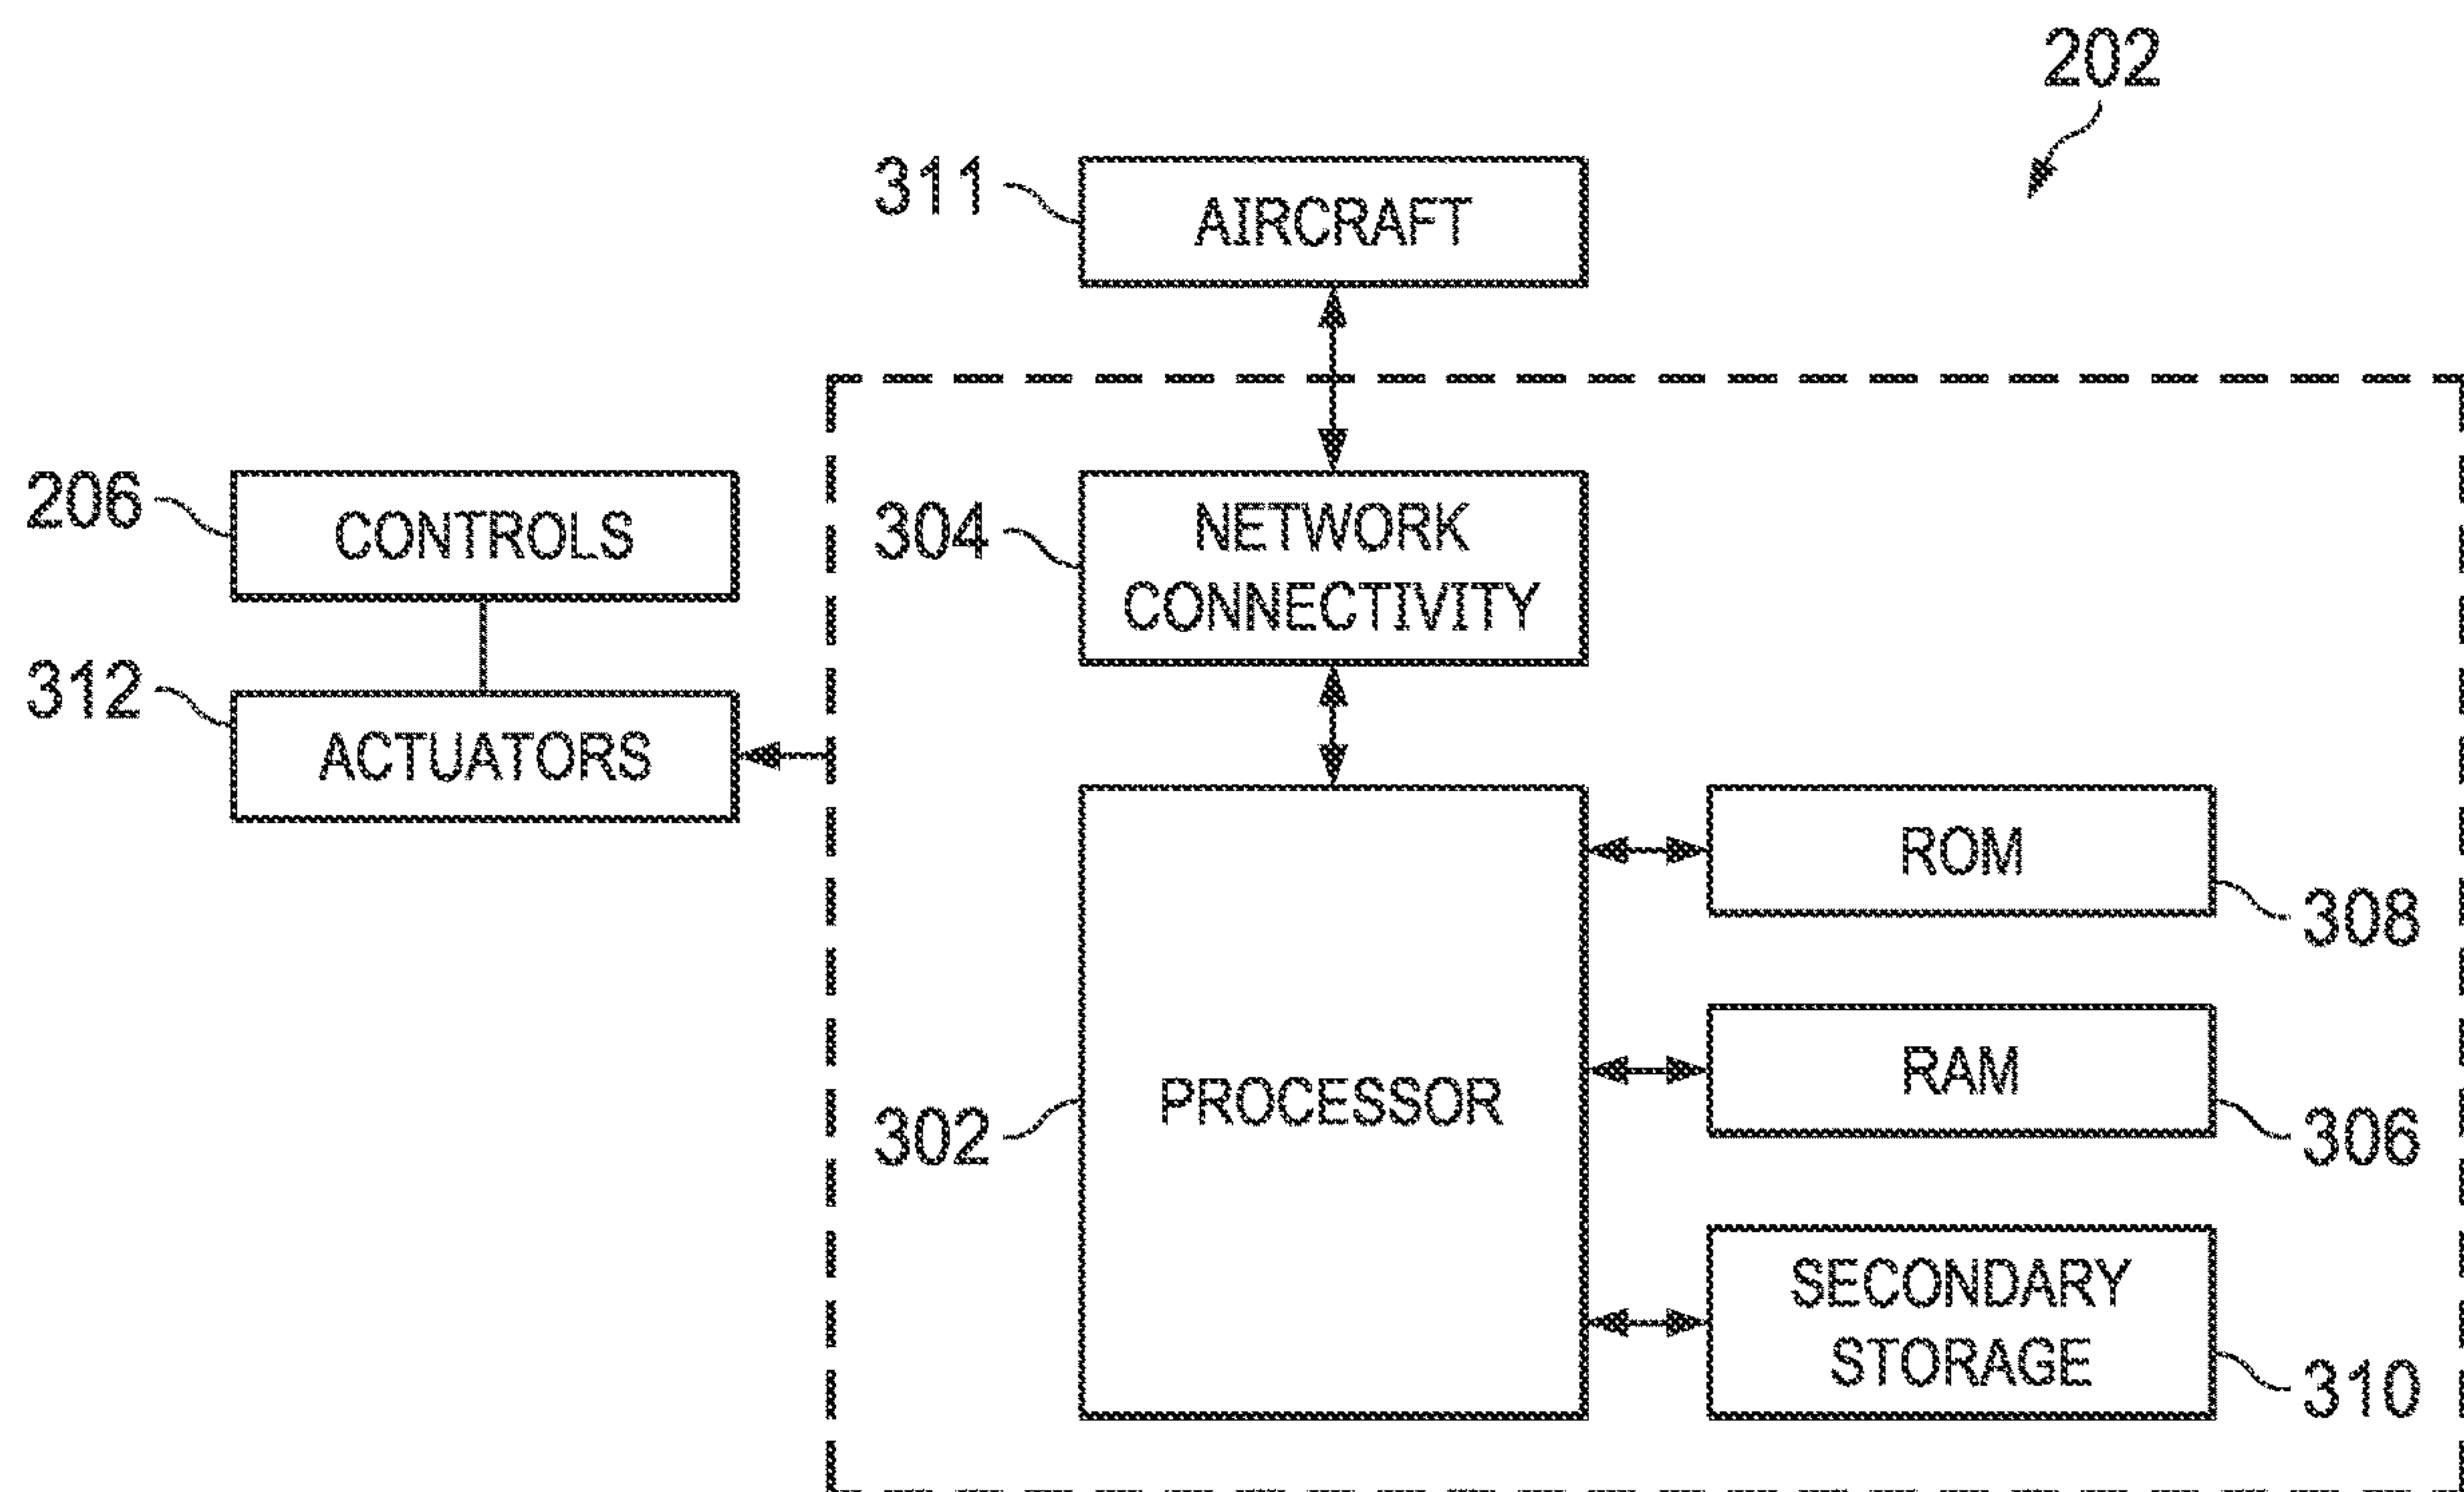 202
311
AIRCRAFT
206
CONTROLS
304
NETWORK
CONNECTIVITY
312
ACTUATORS
ROM
308
302
PROCESSOR
RAM
306
SECONDARY
STORAGE
310